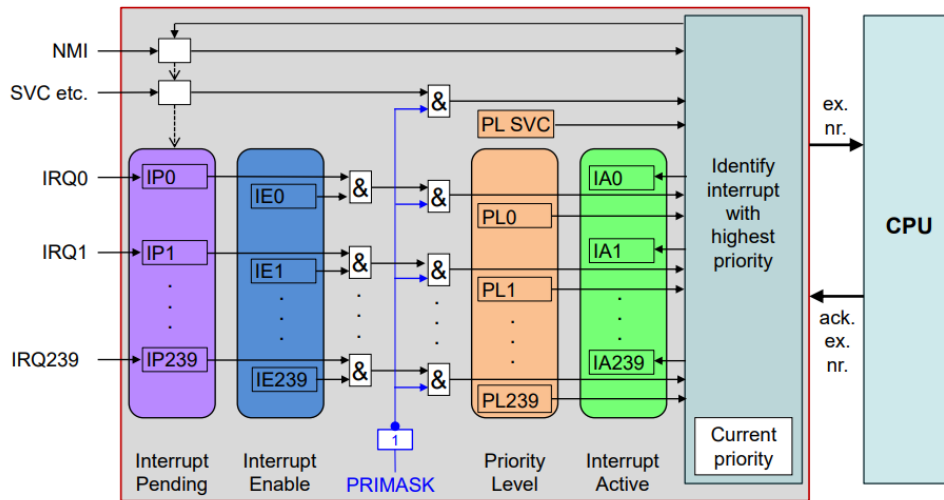 NMI
SVC etc.
&
PL SVC
ex.
nr.
IRQ0
IP0
IE0
&
&
PL0
IA0
Identify
interrupt
with
highest
priority
CPU
IRQ1
IP1
IE1
&
&
PL1
IA1
ack.
ex.
nr.
IRQ239
IP239
IE239
&
&
PL239
IA239
1
Current
priority
Interrupt
Pending
Interrupt
Enable
PRIMASK
Priority
Level
Interrupt
Active